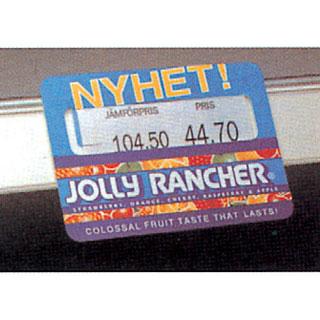 NYHET!
JÄMFÖRPRIS PRIS
104.50 44.70
JOLLY RANCHER®
STRAWBERRY, ORANGE, CHERRY, RASPBERRY & APPLE
COLOSSAL FRUIT TASTE THAT LASTS!